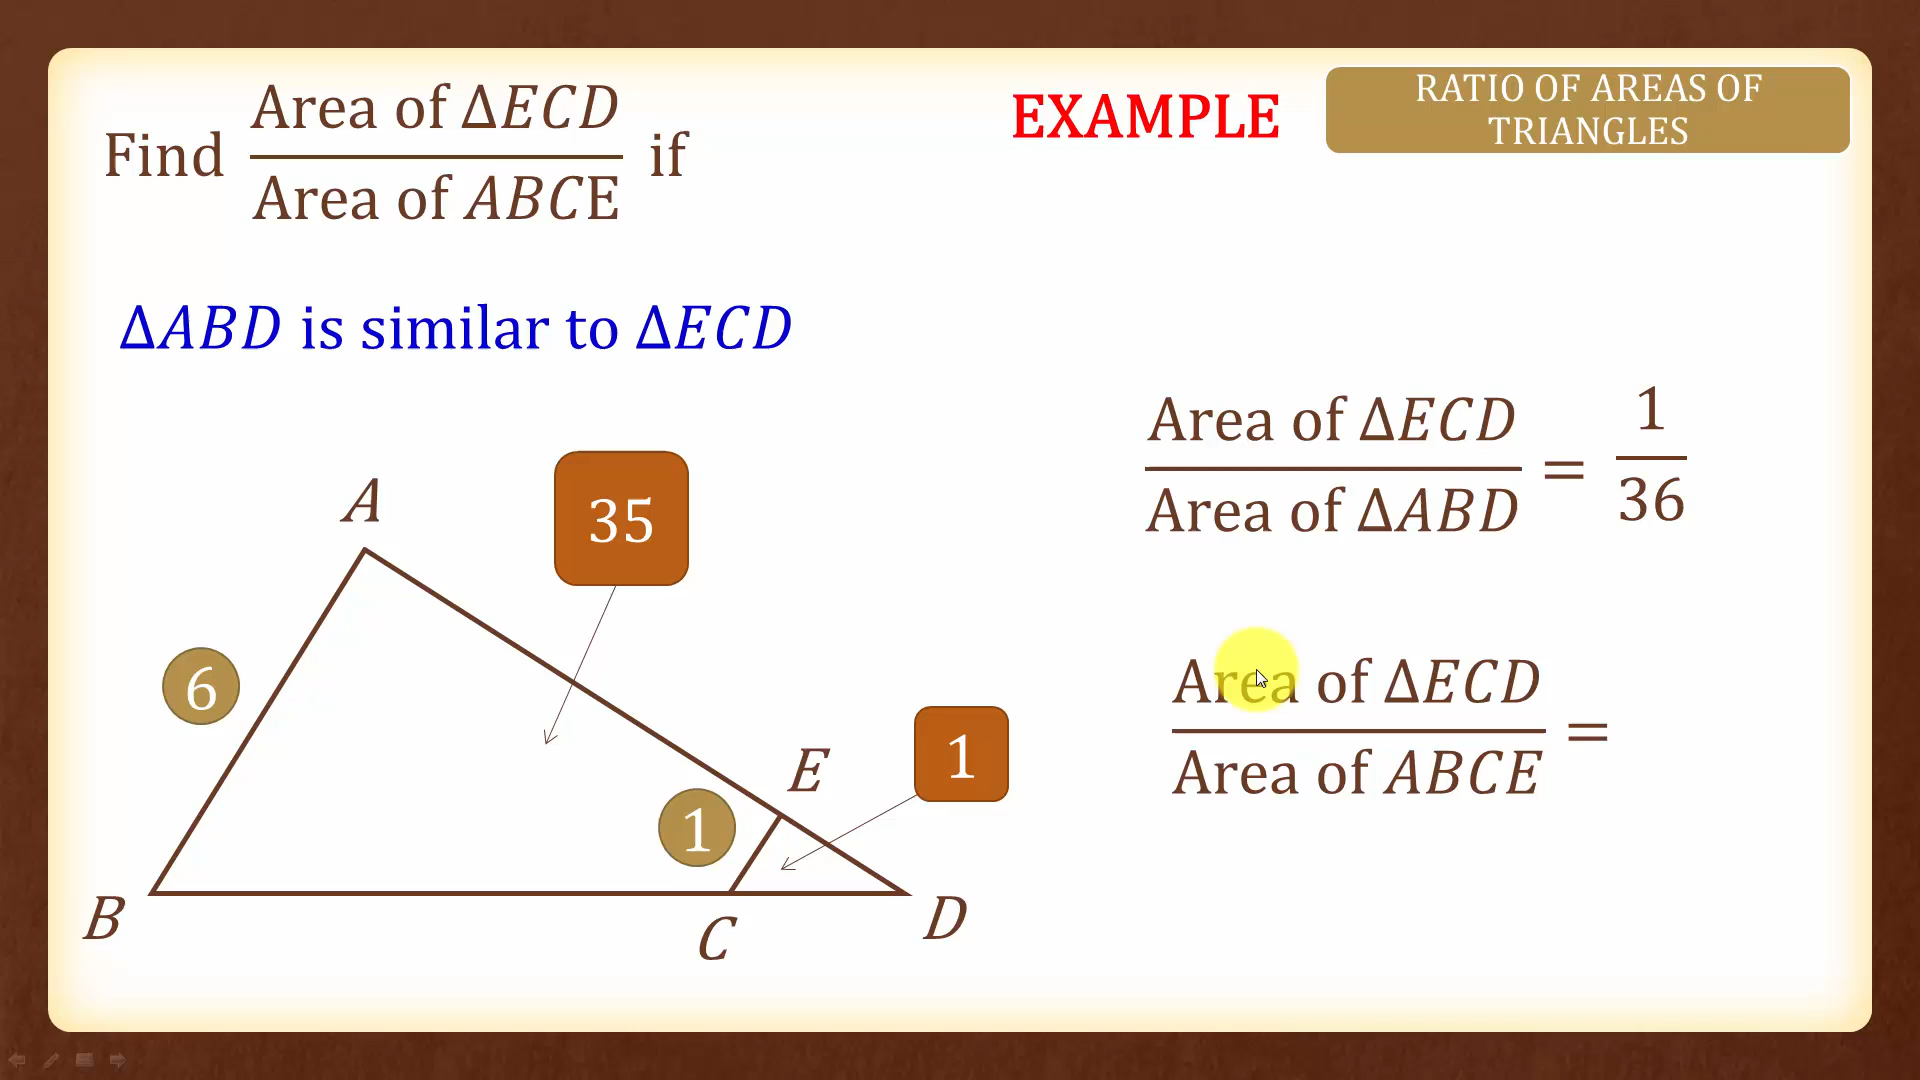 Find Area of ΔECD / Area of ABCE if
EXAMPLE
RATIO OF AREAS OF
TRIANGLES
ΔABD is similar to ΔECD
Area of ΔECD / Area of ΔABD = 1 / 36
Area of ΔECD / Area of ABCE =
A
35
6
E
1
1
B
C
D